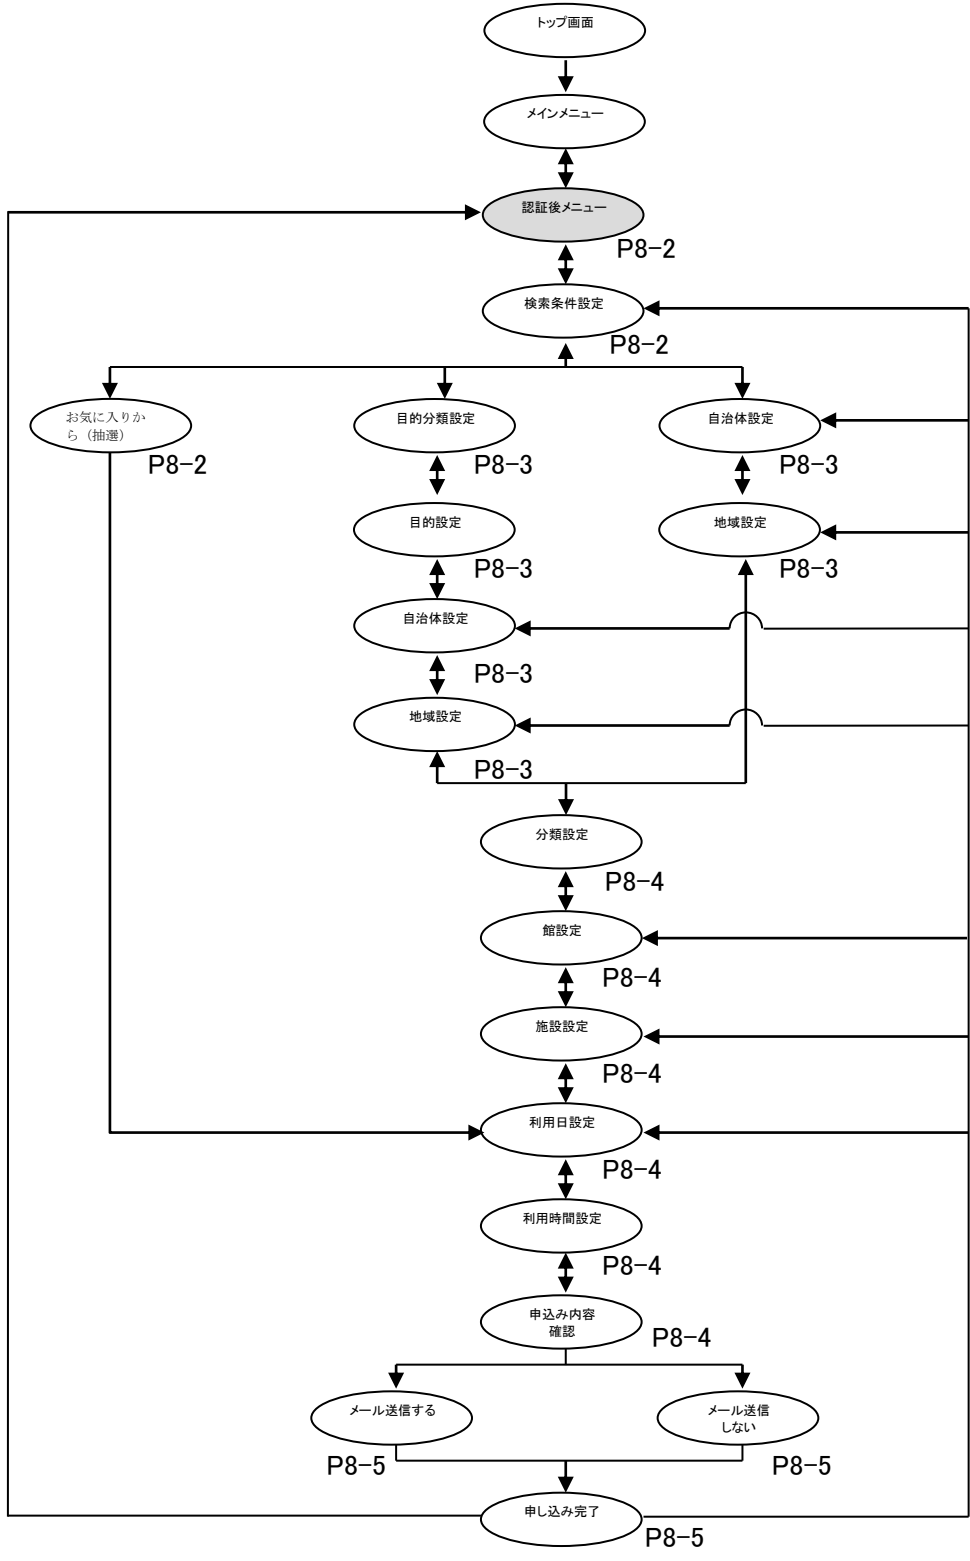 トップ画面
メインメニュー
認証後メニュー
P8-2
検索条件設定
P8-2
お気に入りか
ら（抽選）
P8-2
目的分類設定
P8-3
自治体設定
P8-3
目的設定
P8-3
地域設定
P8-3
自治体設定
P8-3
地域設定
P8-3
分類設定
P8-4
館設定
P8-4
施設設定
P8-4
利用日設定
P8-4
利用時間設定
P8-4
申込み内容
確認
P8-4
メール送信する
P8-5
メール送信
しない
P8-5
申し込み完了
P8-5